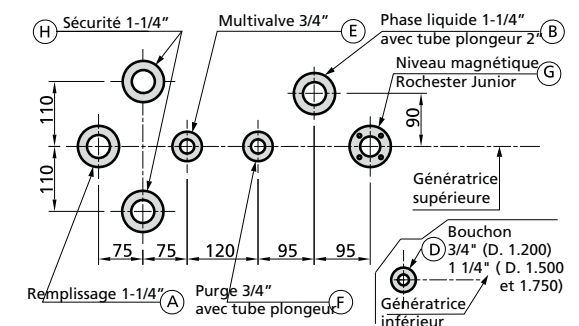 H
Sécurité 1-1/4"
Multivalve 3/4"
E
Phase liquide 1-1/4"
avec tube plongeur 2"
B
Niveau magnétique
Rochester Junior
G
110
110
90
Génératrice
supérieure
75
75
120
95
95
Remplissage 1-1/4"
A
Purge 3/4"
avec tube plongeur
F
D
Bouchon
3/4" (D. 1.200)
1 1/4" ( D. 1.500
et 1.750)
Génératrice
inférieur